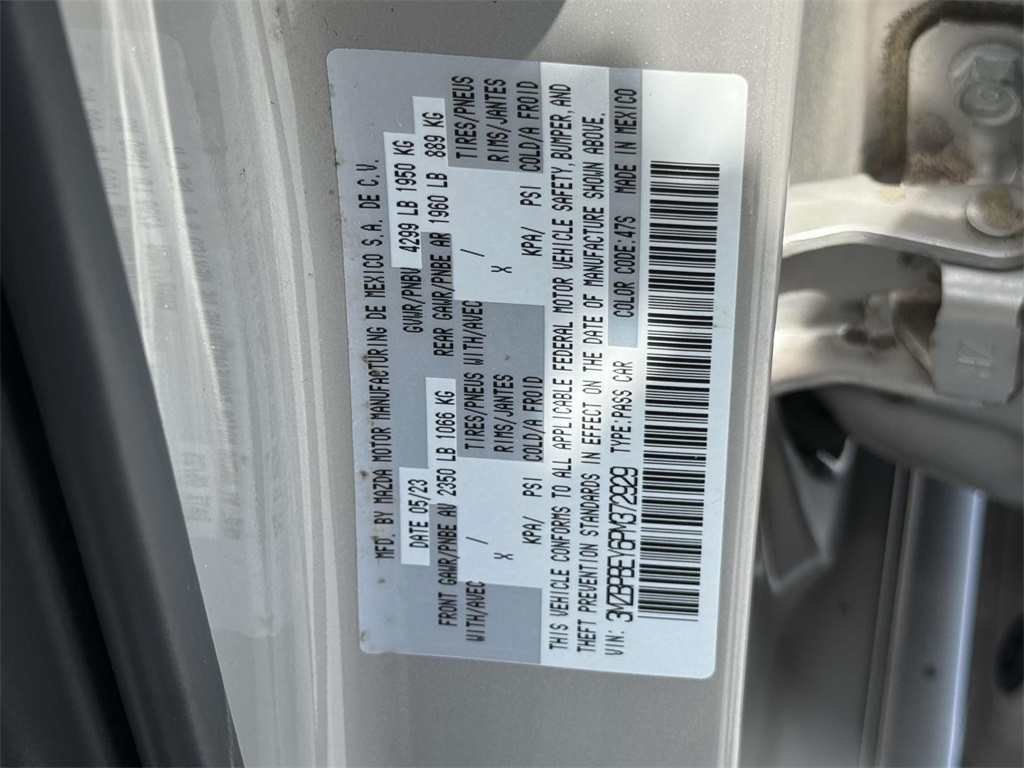 MFD. BY MAZDA MOTOR MANUFACTURING DE MEXICO S.A. DE C.V.
DATE 05/23 GVWR/PNBV 4299 LB 1950 KG
FRONT GAWR/PNBE AV 2350 LB 1066 KG REAR GAWR/PNBE AR 1960 LB 889 KG
WITH/AVEC / TIRES/PNEUS WITH/AVEC / TIRES/PNEUS
X RIMS/JANTES X RIMS/JANTES
KPA/ PSI COLD/A FROID KPA/ PSI COLD/A FROID
THIS VEHICLE CONFORMS TO ALL APPLICABLE FEDERAL MOTOR VEHICLE SAFETY, BUMPER, AND
THEFT PREVENTION STANDARDS IN EFFECT ON THE DATE OF MANUFACTURE SHOWN ABOVE.
VIN: 3MZBPBEY6PM372929 TYPE:PASS CAR COLOR CODE:47S MADE IN MEXICO